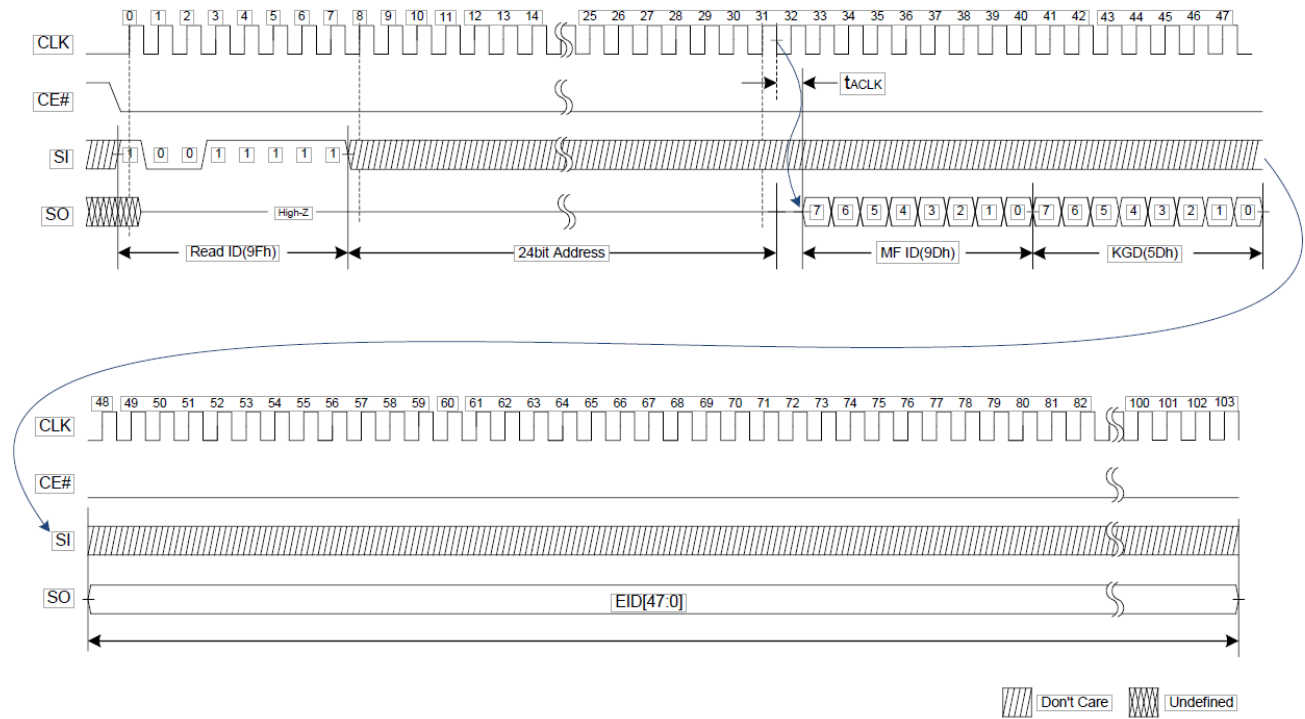 0 1 2 3 4 5 6 7 8 9 10 11 12 13 14 25 26 27 28 29 30 31 32 33 34 35 36 37 38 39 40 41 42 43 44 45 46 47
CLK
tACLK
CE#
SI 1 0 0 1 1 1 1 1
SO High-Z 7 6 5 4 3 2 1 0 7 6 5 4 3 2 1 0
Read ID(9Fh) 24bit Address MF ID(9Dh) KGD(5Dh)
48 49 50 51 52 53 54 55 56 57 58 59 60 61 62 63 64 65 66 67 68 69 70 71 72 73 74 75 76 77 78 79 80 81 82 100 101 102 103
CLK
CE#
SI
SO EID[47:0]
Don't Care Undefined